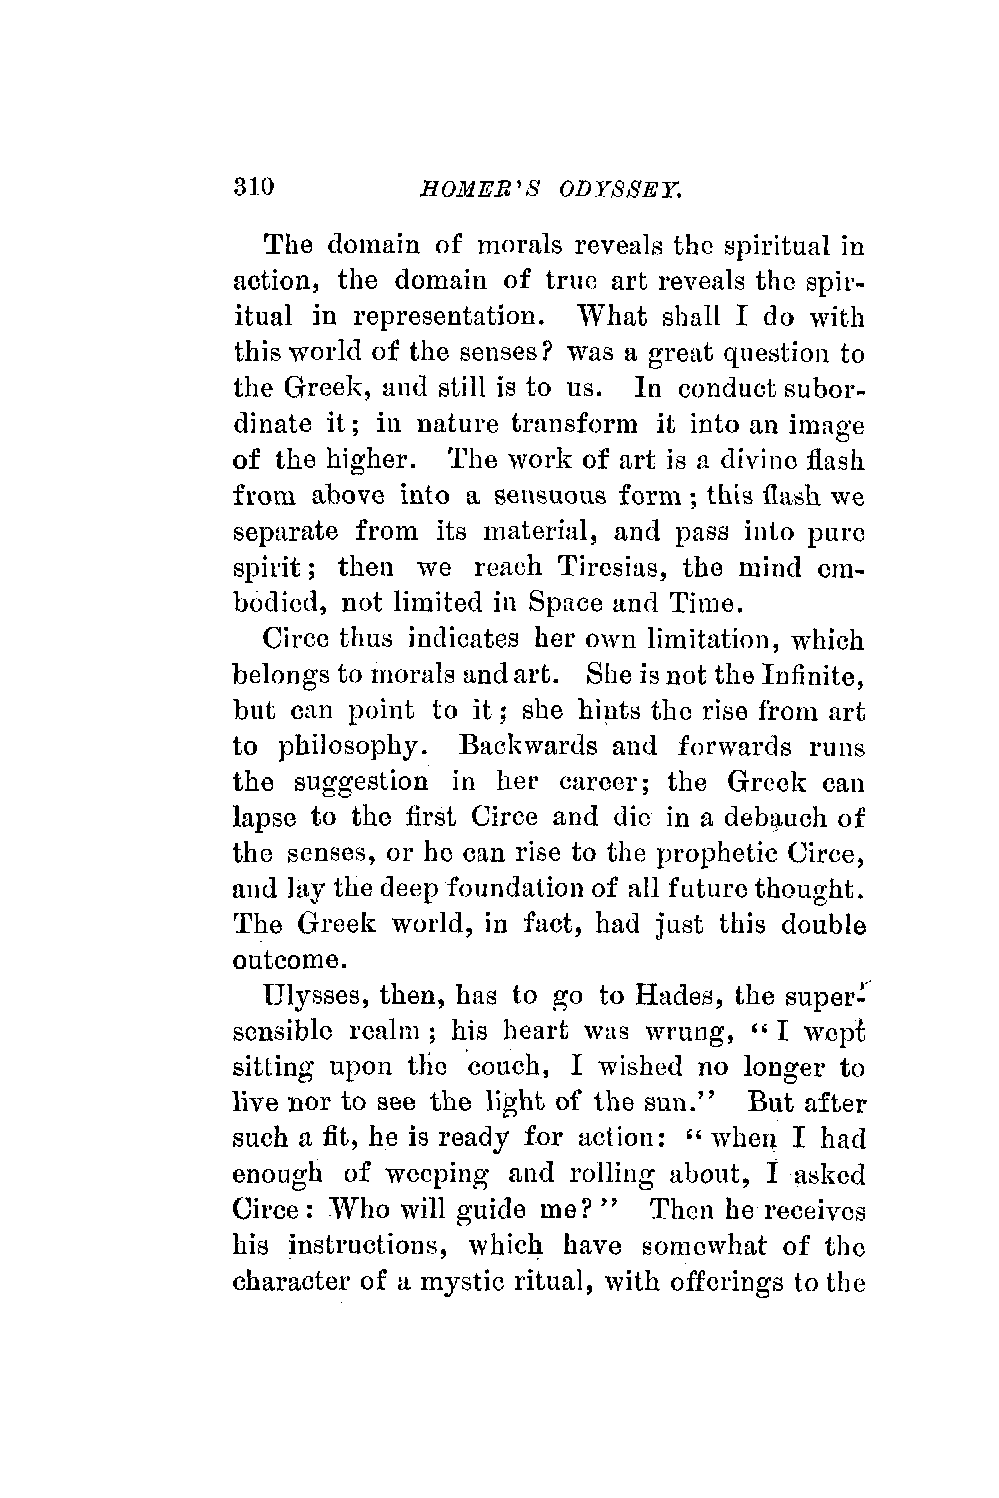 310 HOMER'S ODYSSEY.
The domain of morals reveals the spiritual in
action, the domain of true art reveals the spir-
itual in representation. What shall I do with
this world of the senses? was a great question to
the Greek, and still is to us. In conduct subor-
dinate it; in nature transform it into an image
of the higher. The work of art is a divine flash
from above into a sensuous form; this flash we
separate from its material, and pass into pure
spirit; then we reach Tiresias, the mind em-
bodied, not limited in Space and Time.
Circe thus indicates her own limitation, which
belongs to morals and art. She is not the Infinite,
but can point to it; she hints the rise from art
to philosophy. Backwards and forwards runs
the suggestion in her career; the Greek can
lapse to the first Circe and die in a debauch of
the senses, or he can rise to the prophetic Circe,
and lay the deep foundation of all future thought.
The Greek world, in fact, had just this double
outcome.
Ulysses, then, has to go to Hades, the super-
sensible realm; his heart was wrung, "I wept
sitting upon the couch, I wished no longer to
live nor to see the light of the sun." But after
such a fit, he is ready for action: "when I had
enough of weeping and rolling about, I asked
Circe: Who will guide me?" Then he receives
his instructions, which have somewhat of the
character of a mystic ritual, with offerings to the